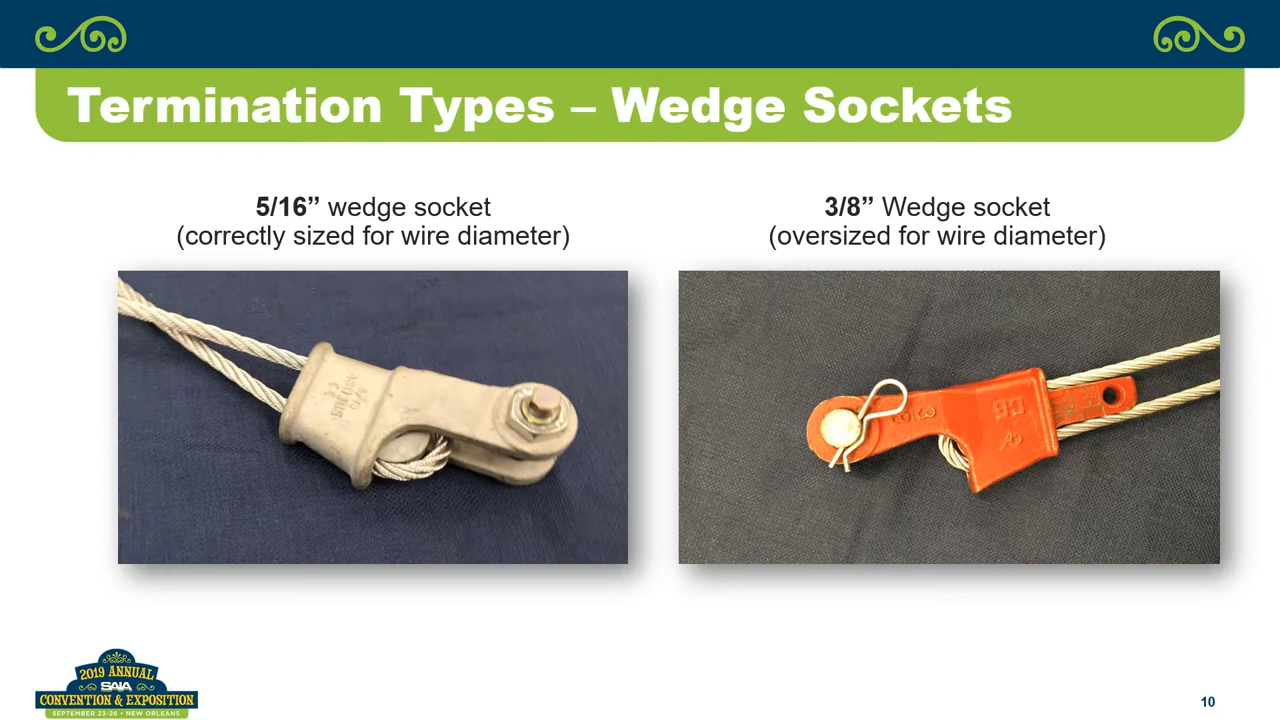 Termination Types – Wedge Sockets
5/16” wedge socket
(correctly sized for wire diameter)
3/8” Wedge socket
(oversized for wire diameter)
2019 ANNUAL
SAIA
CONVENTION & EXPOSITION
SEPTEMBER 23-26 • NEW ORLEANS
10